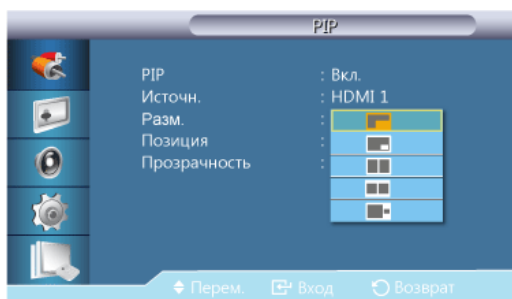 PIP
PIP : Вкл.
Источн. : HDMI 1
Разм. :
Позиция :
Прозрачность :
Перем. Вход Возврат